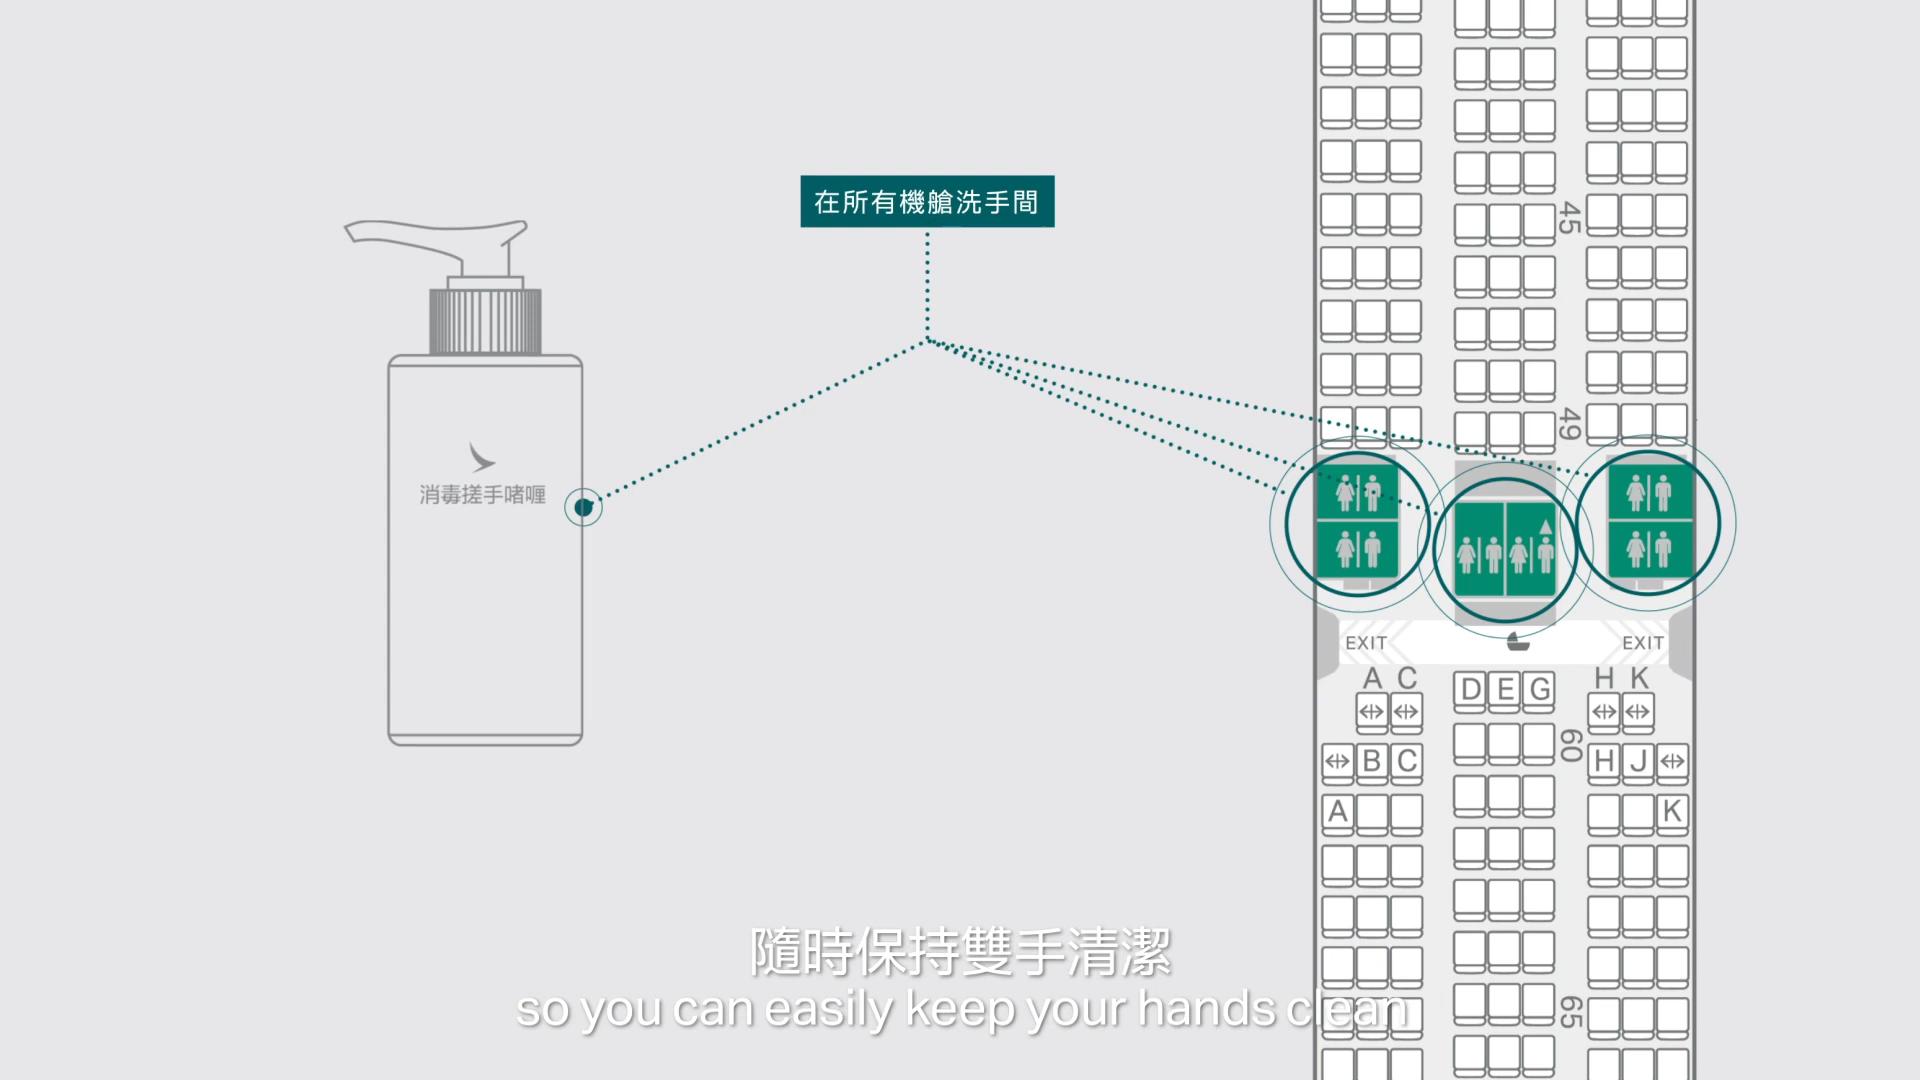 在所有機艙洗手間
消毒搓手啫喱
45
49
EXIT EXIT
A C D E G H K
60
B C H J
A K
65
隨時保持雙手清潔
so you can easily keep your hands clean